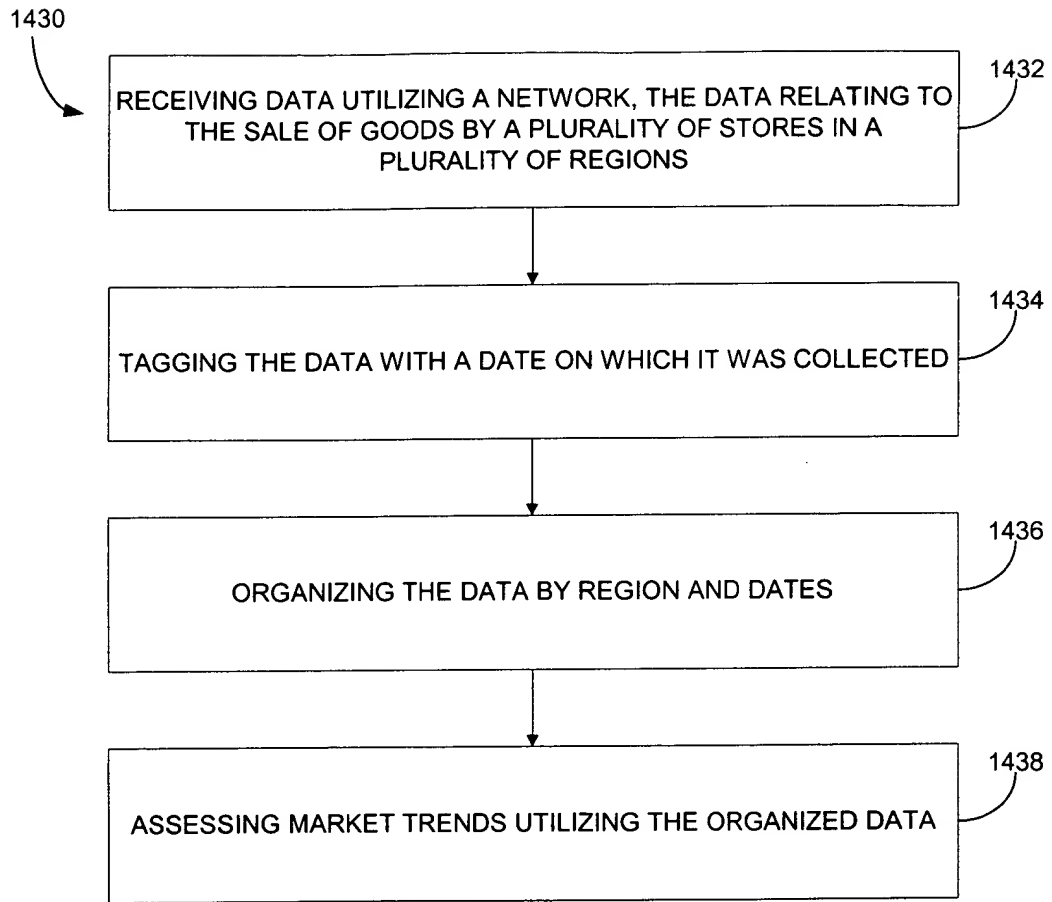 1430
1432
RECEIVING DATA UTILIZING A NETWORK, THE DATA RELATING TO
THE SALE OF GOODS BY A PLURALITY OF STORES IN A
PLURALITY OF REGIONS
1434
TAGGING THE DATA WITH A DATE ON WHICH IT WAS COLLECTED
1436
ORGANIZING THE DATA BY REGION AND DATES
1438
ASSESSING MARKET TRENDS UTILIZING THE ORGANIZED DATA